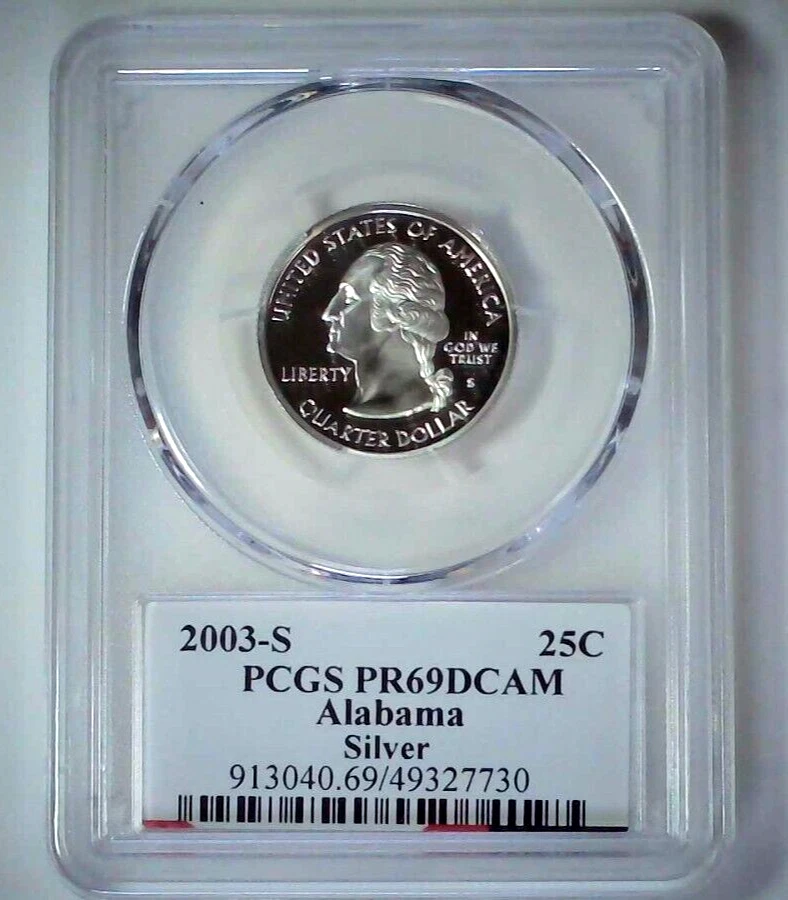 UNITED STATES OF AMERICA
IN
GOD WE
TRUST
LIBERTY
S
QUARTER DOLLAR
2003-S 25C
PCGS PR69DCAM
Alabama
Silver
913040.69/49327730